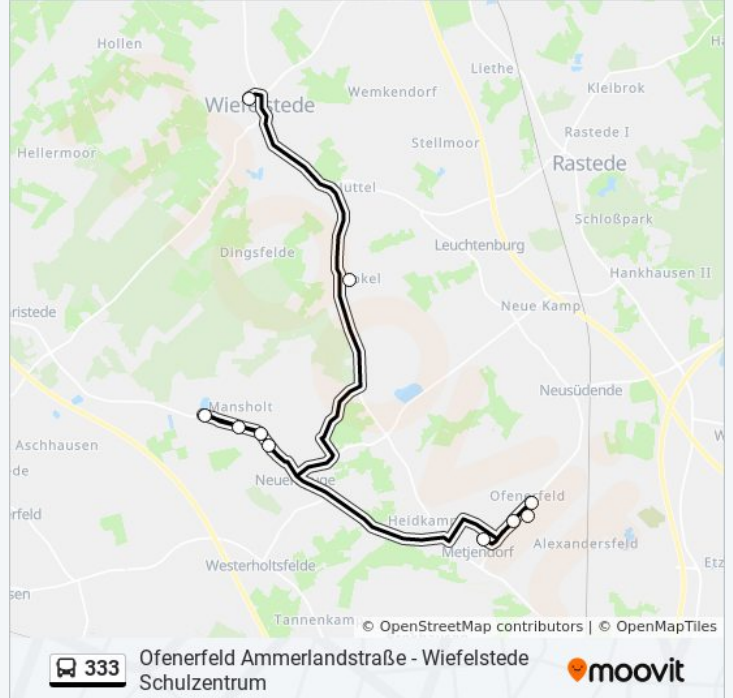 Hollen
Liethe
Kleibrok
Wemkendorf
Wiefelstede
Rastede I
Stellmoor
Hellermoor
Rastede
Schloßpark
Dingsfelde
Leuchtenburg
Hankhausen II
Neue Kamp
Neusüdende
Mansholt
Aschhausen
Ofenerfeld
Heidkamp
Alexandersfeld
Metjendorf
Westerholtsfelde
Tannenkam
© OpenStreetMap contributors | © OpenMapTiles
333
Ofenerfeld Ammerlandstraße - Wiefelstede
Schulzentrum
moovit